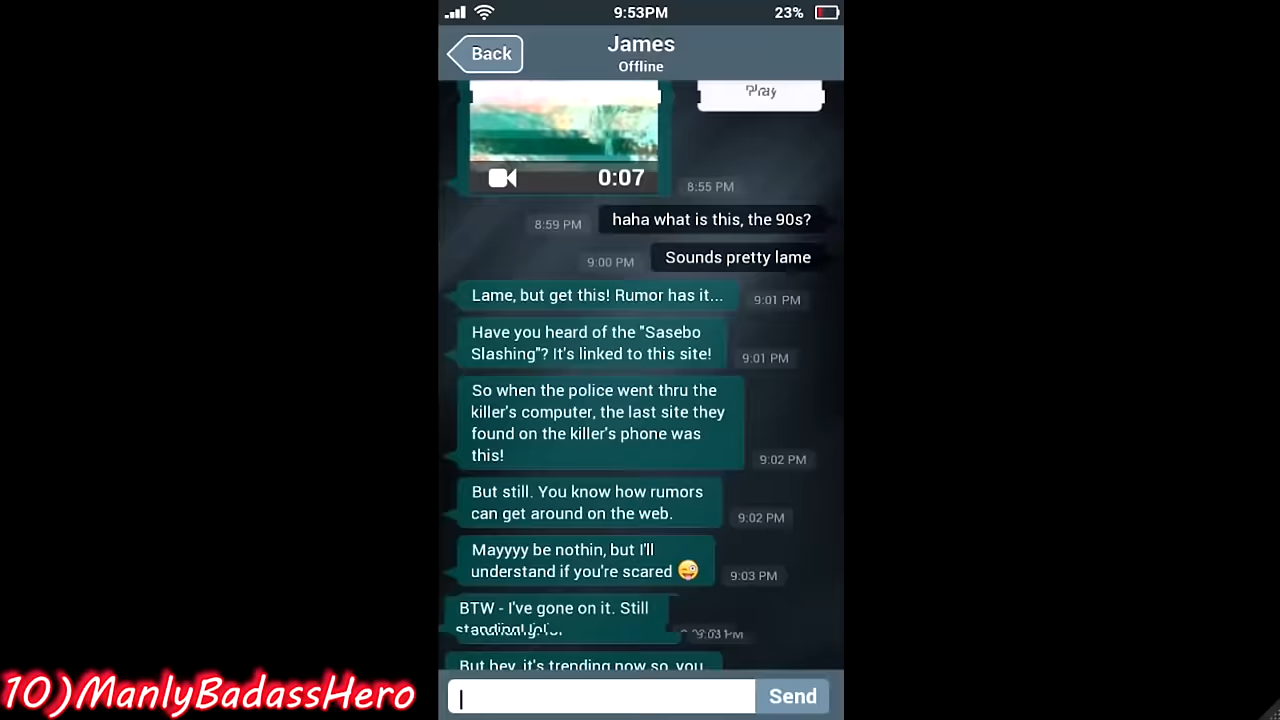 9:53PM
23%
Back
James
Offline
0:07
8:55 PM
haha what is this, the 90s?
8:59 PM
Sounds pretty lame
9:00 PM
Lame, but get this! Rumor has it...
9:01 PM
Have you heard of the "Sasebo
Slashing"? It's linked to this site!
9:01 PM
So when the police went thru the
killer's computer, the last site they
found on the killer's phone was
this!
9:02 PM
But still. You know how rumors
can get around on the web.
9:02 PM
Mayyyy be nothin, but I'll
understand if you're scared 😜
9:03 PM
BTW - I've gone on it. Still
But hey, it's trending now so, you
Send
10)ManlyBadassHero